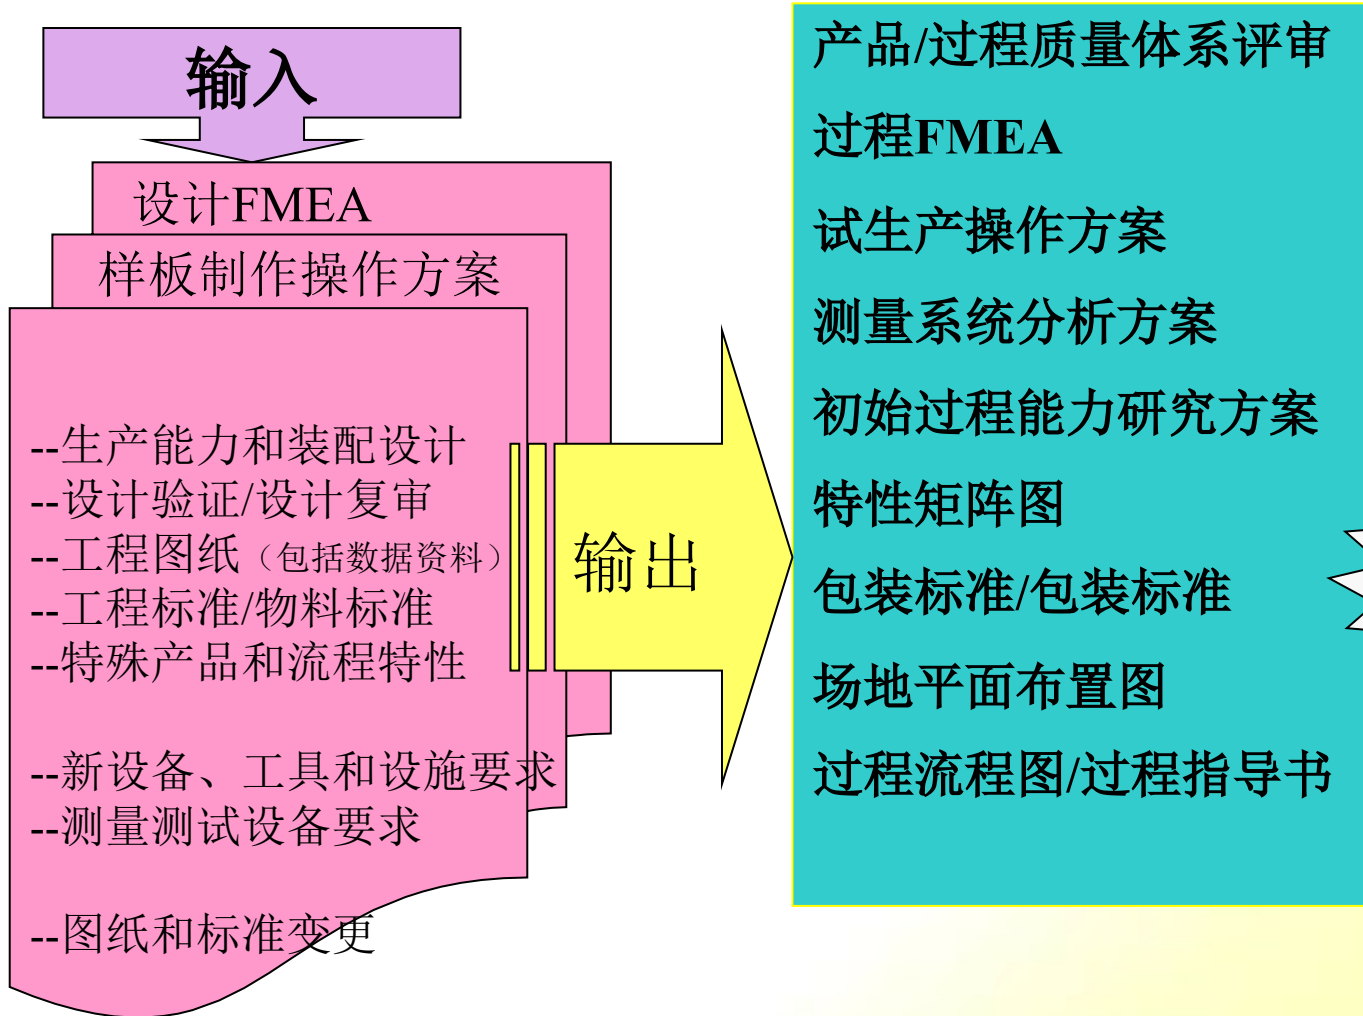 输入
设计FMEA
样板制作操作方案
--生产能力和装配设计
--设计验证/设计复审
--工程图纸（包括数据资料）
--工程标准/物料标准
--特殊产品和流程特性
--新设备、工具和设施要求
--测量测试设备要求
--图纸和标准变更
输出
产品/过程质量体系评审
过程FMEA
试生产操作方案
测量系统分析方案
初始过程能力研究方案
特性矩阵图
包装标准/包装标准
场地平面布置图
过程流程图/过程指导书